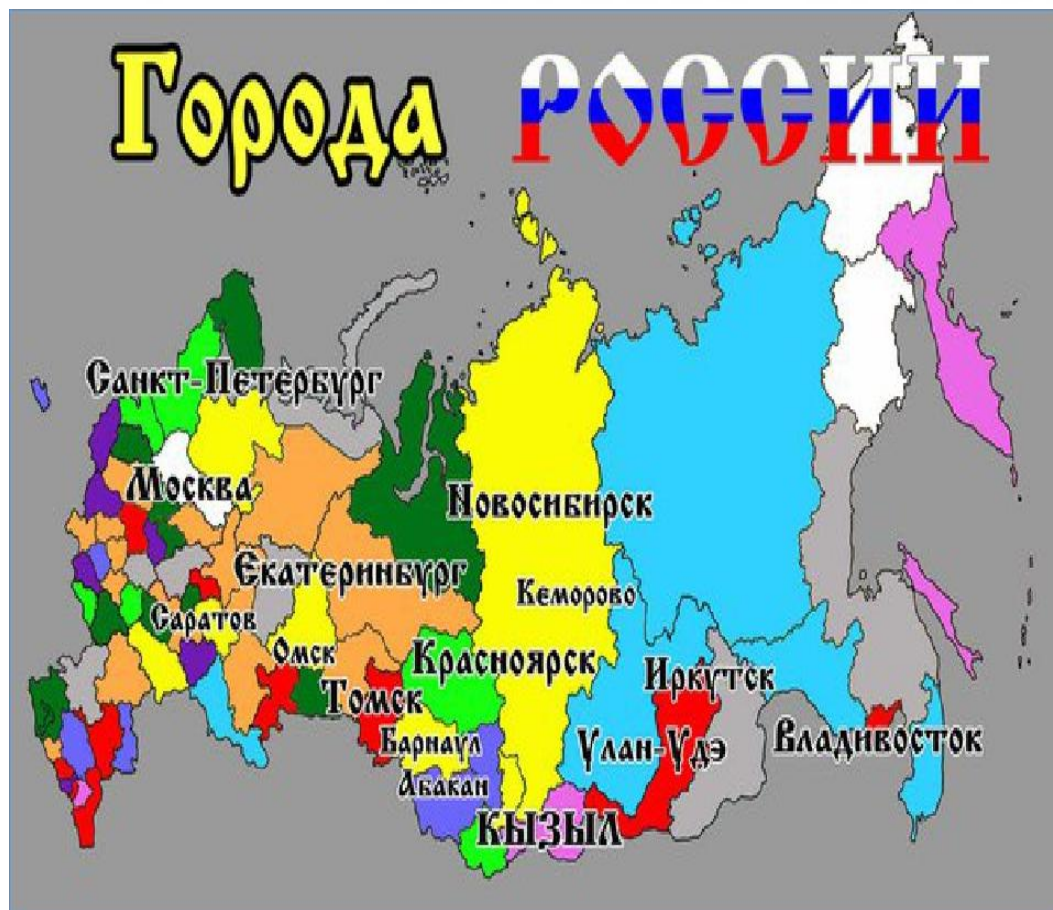 Города РОССИИ
Санкт-Петербург
Москва
Новосибирск
Екатеринбург
Кеморово
Саратов
Омск
Красноярск
Иркутск
Томск
Барнаул
Улан-Удэ
Владивосток
Абакан
КЫЗЫЛ